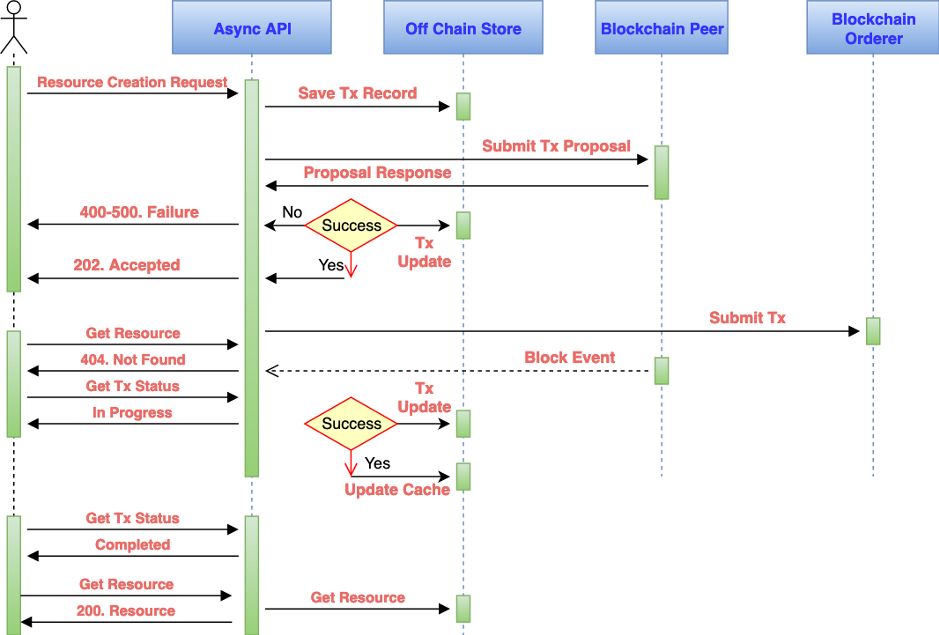 Async API
Off Chain Store
Blockchain Peer
Blockchain
Orderer
Resource Creation Request
Save Tx Record
Submit Tx Proposal
Proposal Response
400-500. Failure
No
Success
Tx
Update
202. Accepted
Yes
Submit Tx
Get Resource
Block Event
404. Not Found
Get Tx Status
Tx
Update
In Progress
Success
Yes
Update Cache
Get Tx Status
Completed
Get Resource
Get Resource
200. Resource